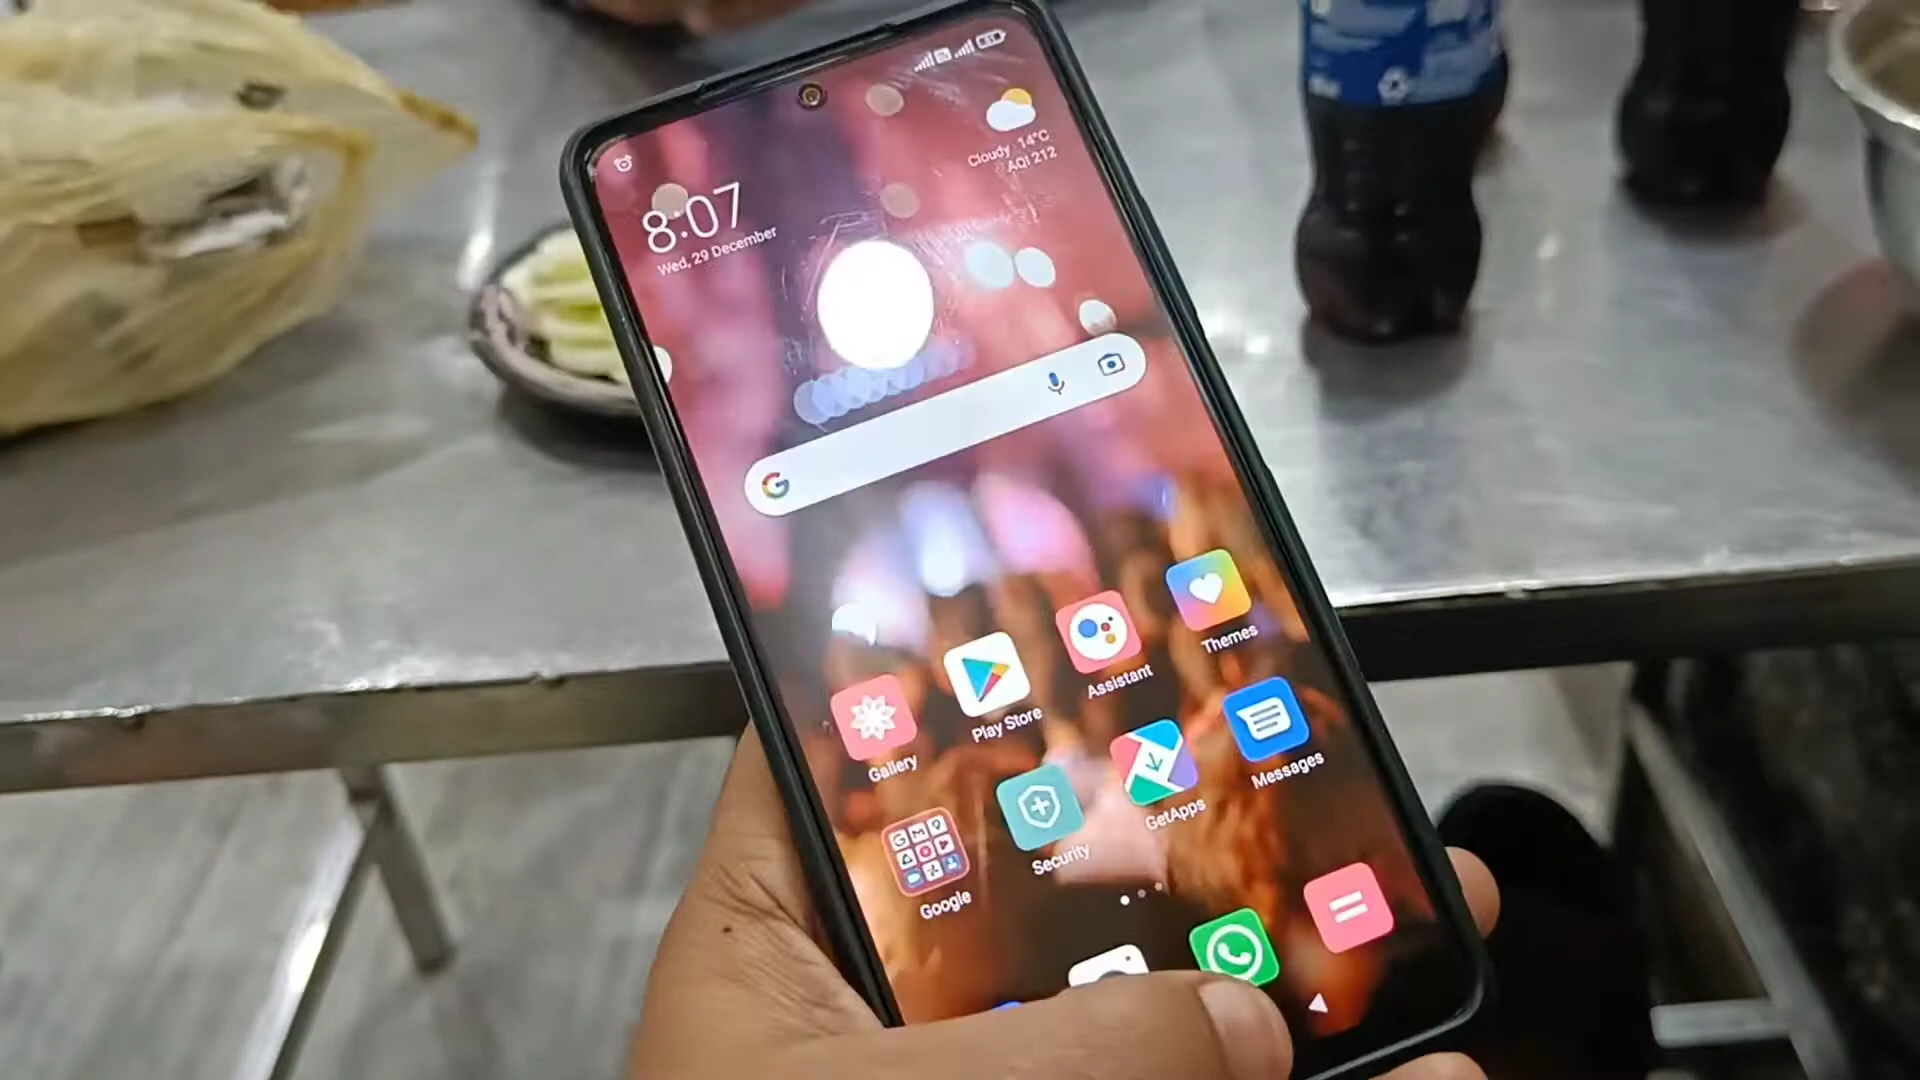 8:07
Wed, 29 December
Cloudy 14°C
AQI 212
Gallery
Play Store
Assistant
Themes
Google
Security
GetApps
Messages